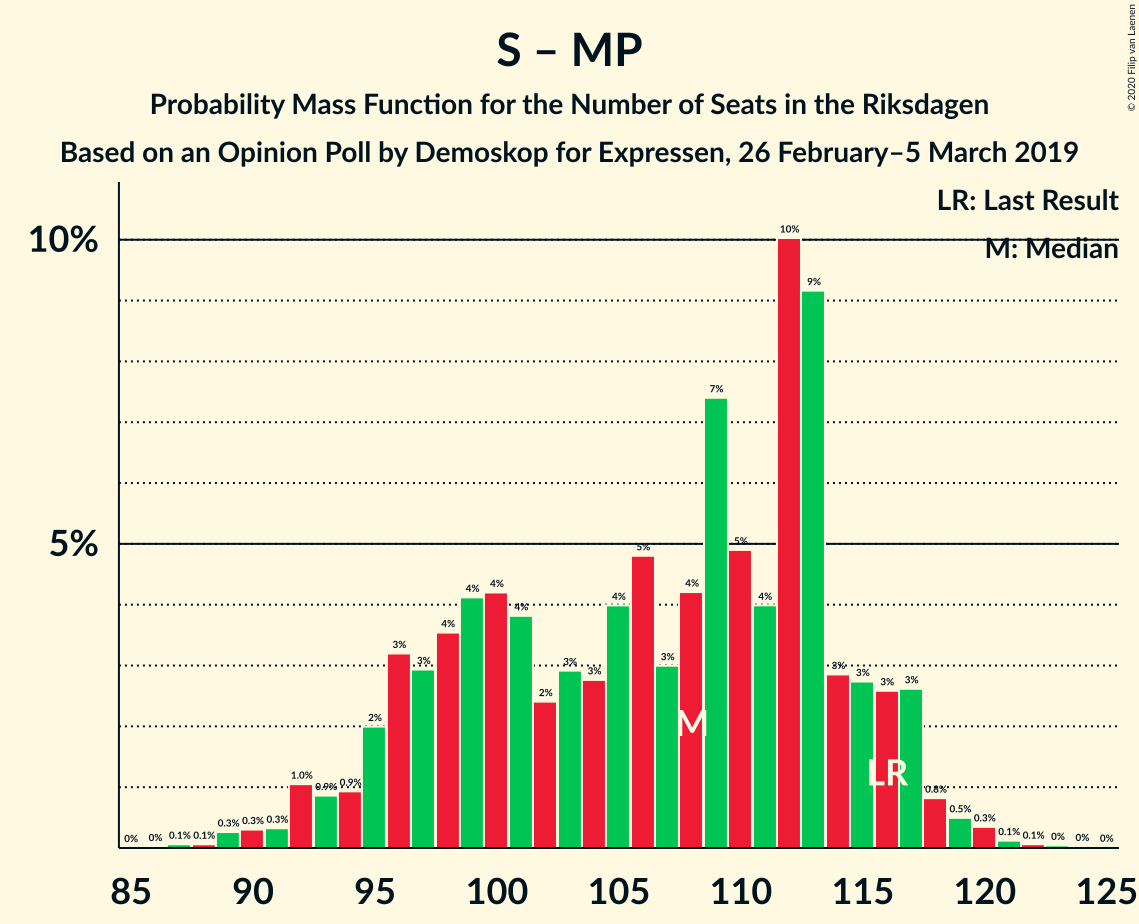 © 2020 Filip van Laenen
S – MP
Probability Mass Function for the Number of Seats in the Riksdagen
Based on an Opinion Poll by Demoskop for Expressen, 26 February–5 March 2019
LR: Last Result
M: Median
10%
5%
0% 0% 0.1% 0.1% 0.3% 0.3% 0.3% 1.0% 0.9% 0.9% 2% 3% 3% 4% 4% 4% 4% 2% 3% 3% 4% 5% 3% 4% 7% 5% 4% 10% 9% 3% 3% 3% 3% 0.8% 0.5% 0.3% 0.1% 0.1% 0% 0% 0%
M
LR
85 90 95 100 105 110 115 120 125